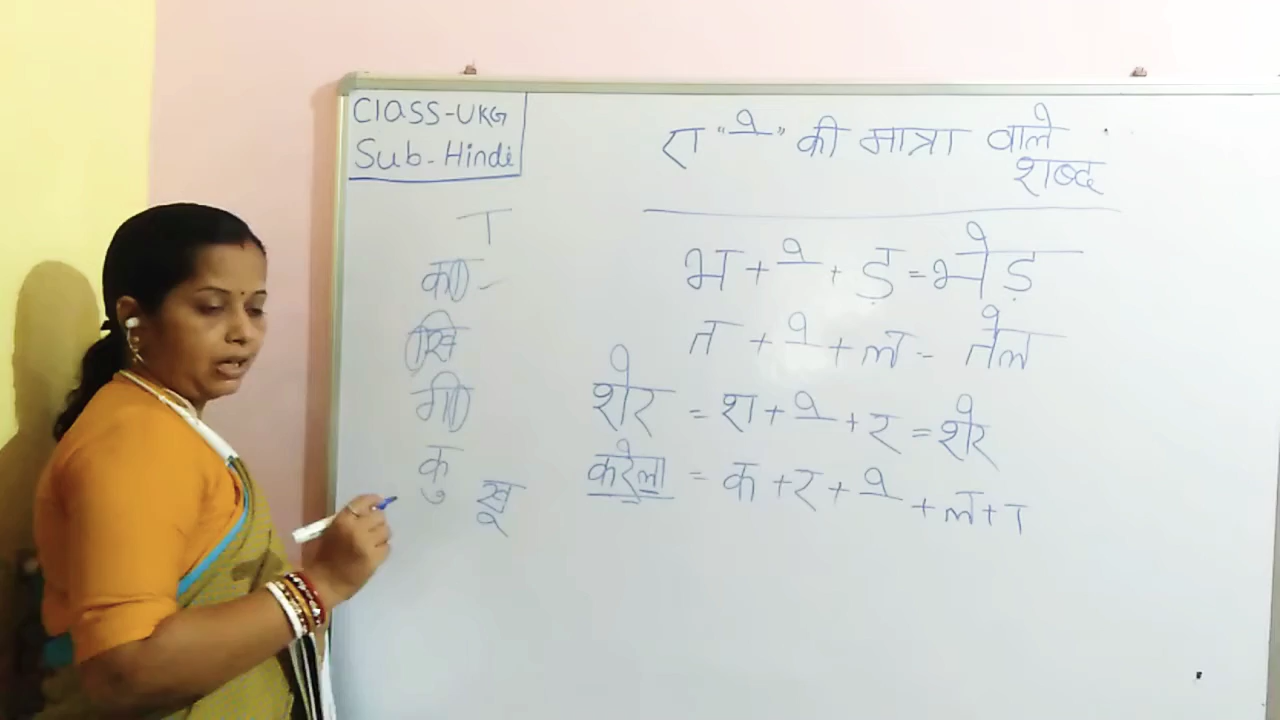 Class-UKG
Sub-Hindi
ए "े" की मात्रा वाले
शब्द
ा
का -
खि
गी
कु
खू
भ + े + ड़ = भेड़
त + े + ल - तेल
शेर = श + े + र = शेर
करेला = क + र + े + ल + ा